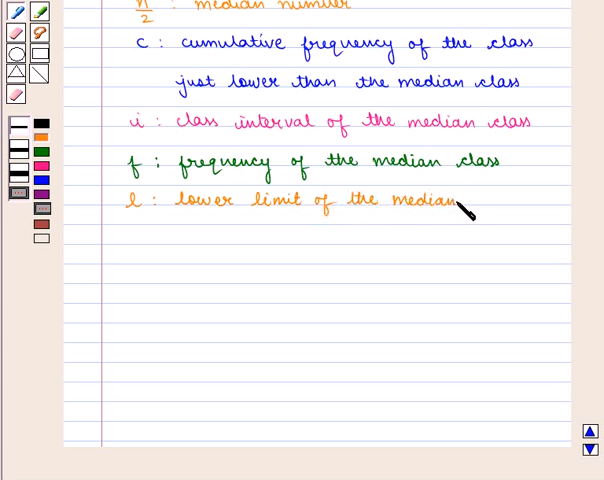 n/2 : median number
c : cumulative frequency of the class
just lower than the median class
i : class interval of the median class
f : frequency of the median class
l : lower limit of the median